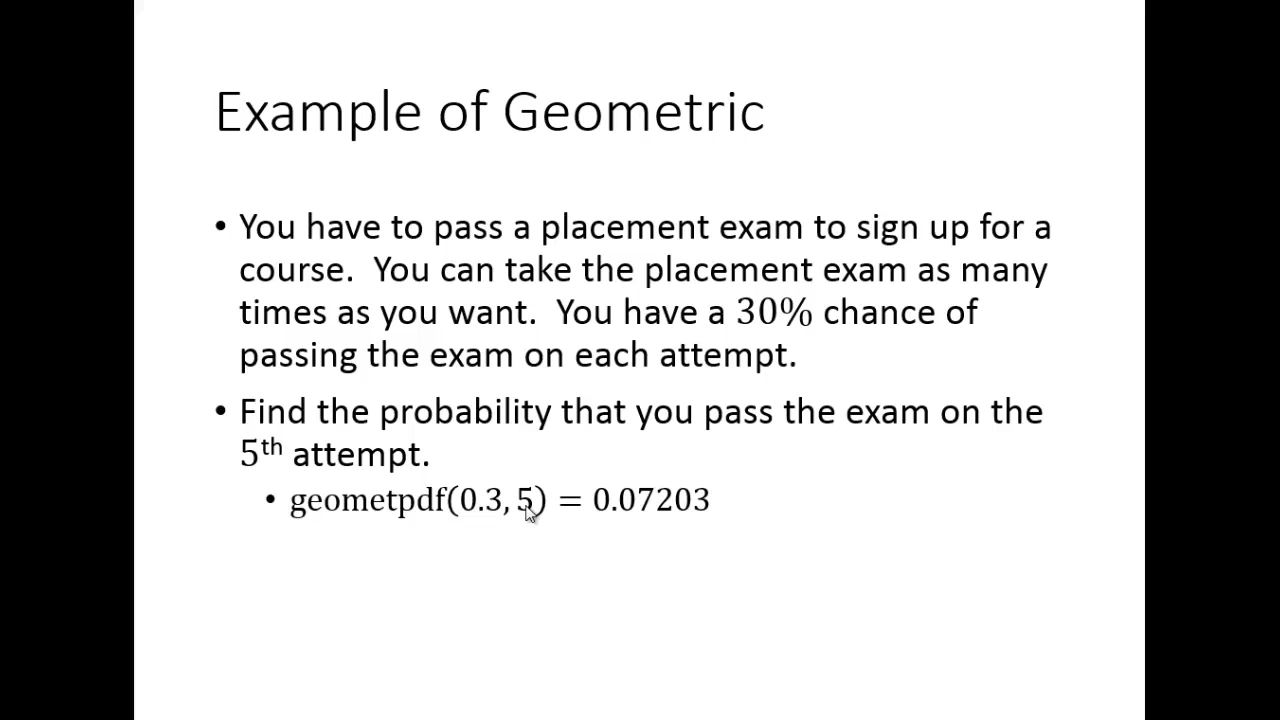 Example of Geometric
• You have to pass a placement exam to sign up for a
course.  You can take the placement exam as many
times as you want.  You have a 30% chance of
passing the exam on each attempt.
• Find the probability that you pass the exam on the
5th attempt.
• geometpdf(0.3, 5) = 0.07203